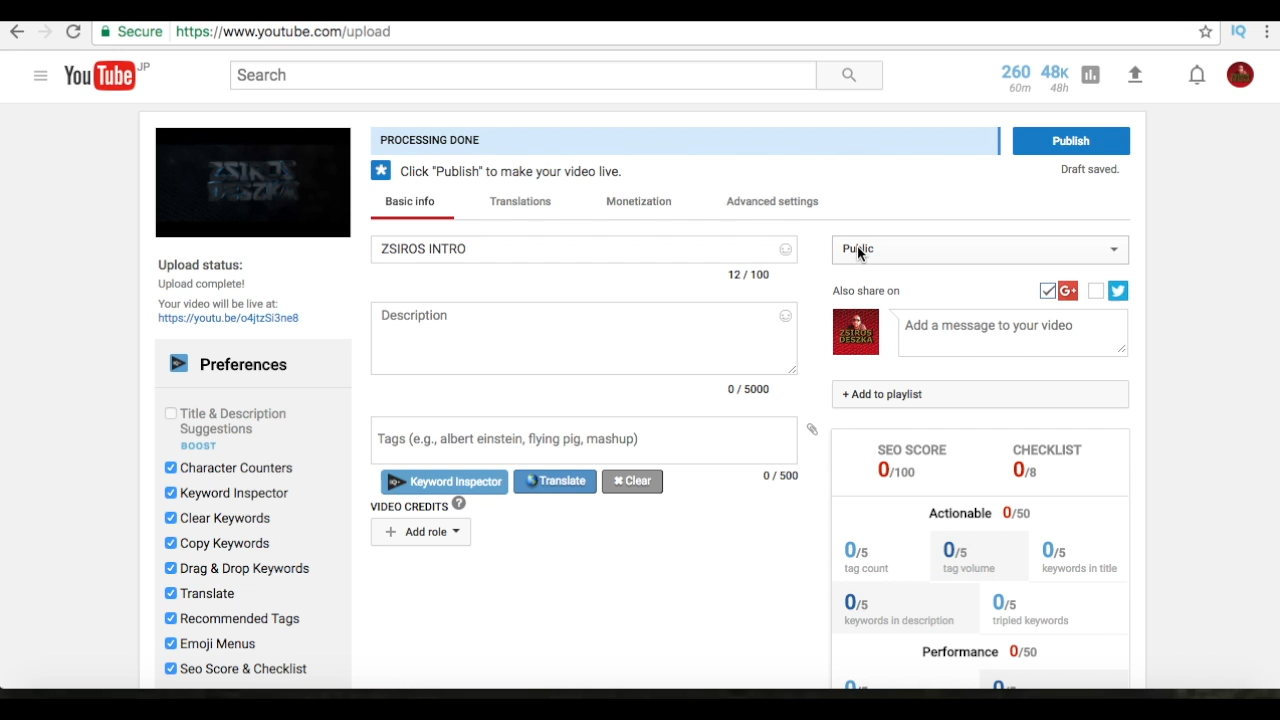 Secure https://www.youtube.com/upload
IQ
YouTube JP
Search
260 48K
60m 48h
ZSIROS
DESZKA
PROCESSING DONE
Publish
Click "Publish" to make your video live.
Draft saved.
Basic info Translations Monetization Advanced settings
ZSIROS INTRO
12 / 100
Public
Upload status:
Upload complete!
Your video will be live at:
https://youtu.be/o4jtzSi3ne8
Also share on
G+
Description
ZSIROS
DESZKA
Add a message to your video
0 / 5000
+ Add to playlist
Preferences
Title & Description
Suggestions
BOOST
Character Counters
Keyword Inspector
Clear Keywords
Copy Keywords
Drag & Drop Keywords
Translate
Recommended Tags
Emoji Menus
Seo Score & Checklist
Tags (e.g., albert einstein, flying pig, mashup)
Keyword Inspector Translate Clear
0 / 500
VIDEO CREDITS ?
+ Add role
SEO SCORE CHECKLIST
0/100 0/8
Actionable 0/50
0/5 0/5 0/5
tag count tag volume keywords in title
0/5 0/5
keywords in description tripled keywords
Performance 0/50